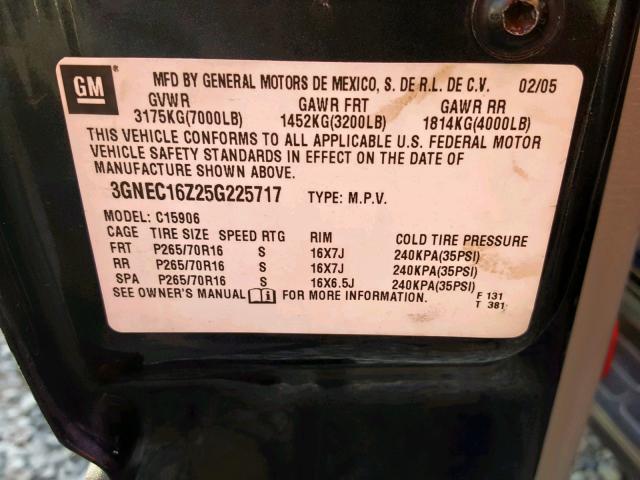 GM
MFD BY GENERAL MOTORS DE MEXICO, S. DE R.L. DE C.V. 02/05
GVWR GAWR FRT GAWR RR
3175KG(7000LB) 1452KG(3200LB) 1814KG(4000LB)
THIS VEHICLE CONFORMS TO ALL APPLICABLE U.S. FEDERAL MOTOR
VEHICLE SAFETY STANDARDS IN EFFECT ON THE DATE OF
MANUFACTURE SHOWN ABOVE.
3GNEC16Z25G225717 TYPE: M.P.V.
MODEL: C15906
CAGE TIRE SIZE SPEED RTG RIM COLD TIRE PRESSURE
FRT P265/70R16 S 16X7J 240KPA(35PSI)
RR P265/70R16 S 16X7J 240KPA(35PSI)
SPA P265/70R16 S 16X6.5J 240KPA(35PSI)
SEE OWNER'S MANUAL FOR MORE INFORMATION. F 131
T 381